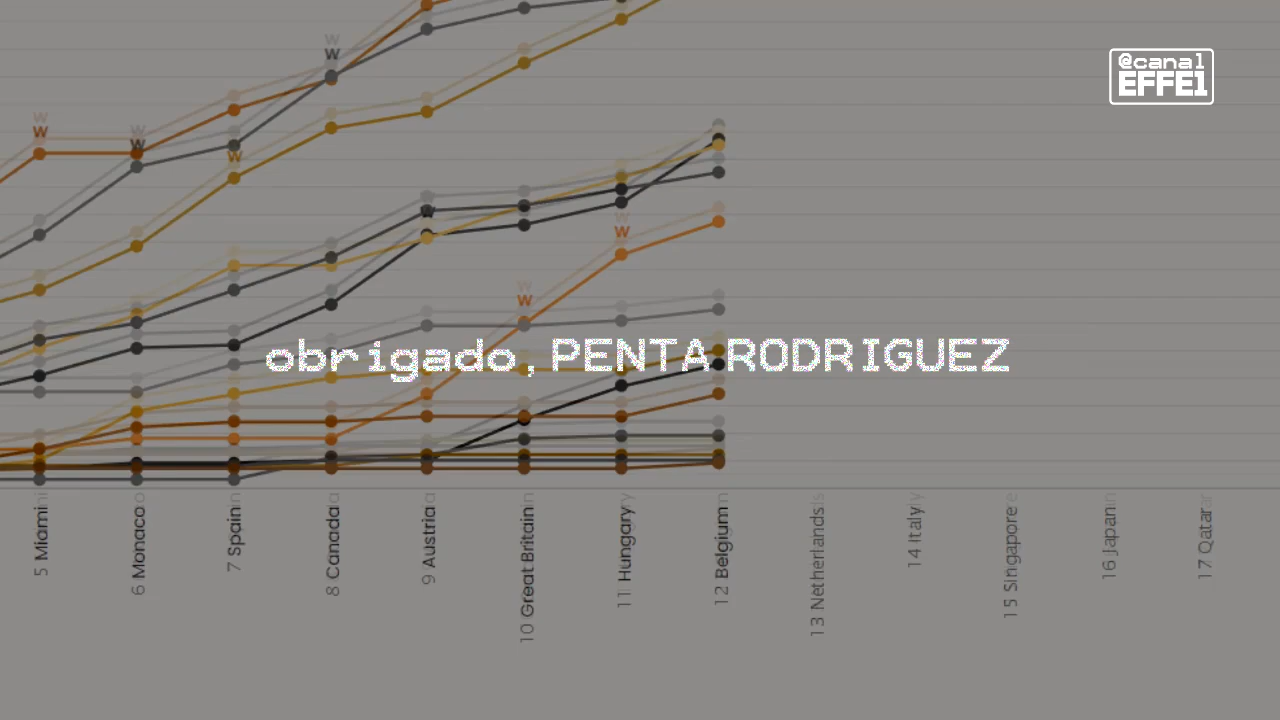 @canal
EFFE1
W
W
W
W
W
W
W
W
W
W
W
W
W
obrigado, PENTA RODRIGUEZ
5 Miami
6 Monaco
7 Spain
8 Canada
9 Austria
10 Great Britain
11 Hungary
12 Belgium
13 Netherlands
14 Italy
15 Singapore
16 Japan
17 Qatar